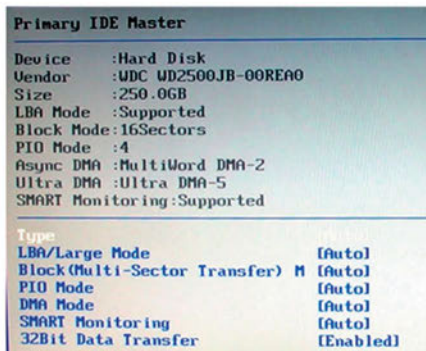 Primary IDE Master
Device :Hard Disk
Vendor :WDC WD2500JB-00REA0
Size :250.0GB
LBA Mode :Supported
Block Mode:16Sectors
PIO Mode :4
Async DMA :MultiWord DMA-2
Ultra DMA :Ultra DMA-5
SMART Monitoring:Supported
Type [Auto]
LBA/Large Mode [Auto]
Block(Multi-Sector Transfer) M [Auto]
PIO Mode [Auto]
DMA Mode [Auto]
SMART Monitoring [Auto]
32Bit Data Transfer [Enabled]